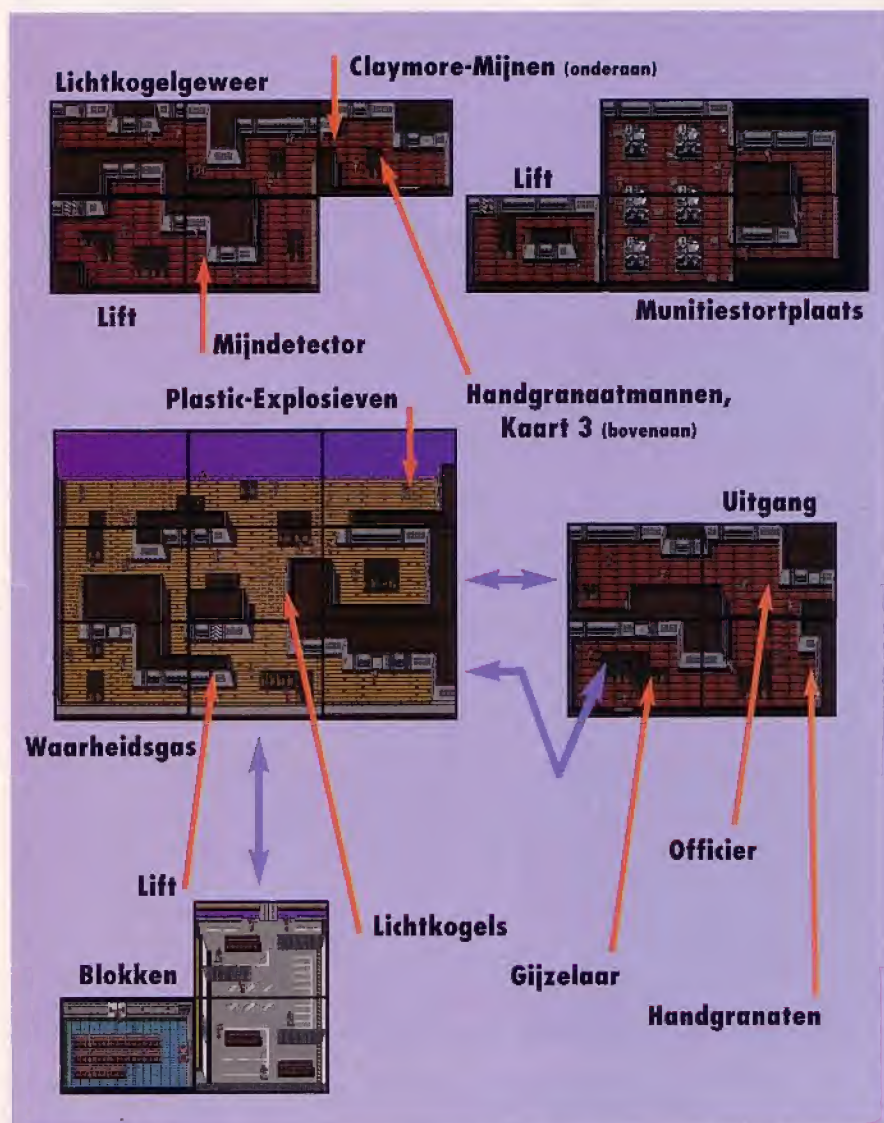 Claymore-Mijnen (onderaan)
Lichtkogelgeweer
Lift
Lift
Munitiestortplaats
Mijndetector
Plastic-Explosieven
Handgranaatmannen,
Kaart 3 (bovenaan)
Uitgang
Waarheidsgas
Officier
Lift
Lichtkogels
Gijzelaar
Blokken
Handgranaten